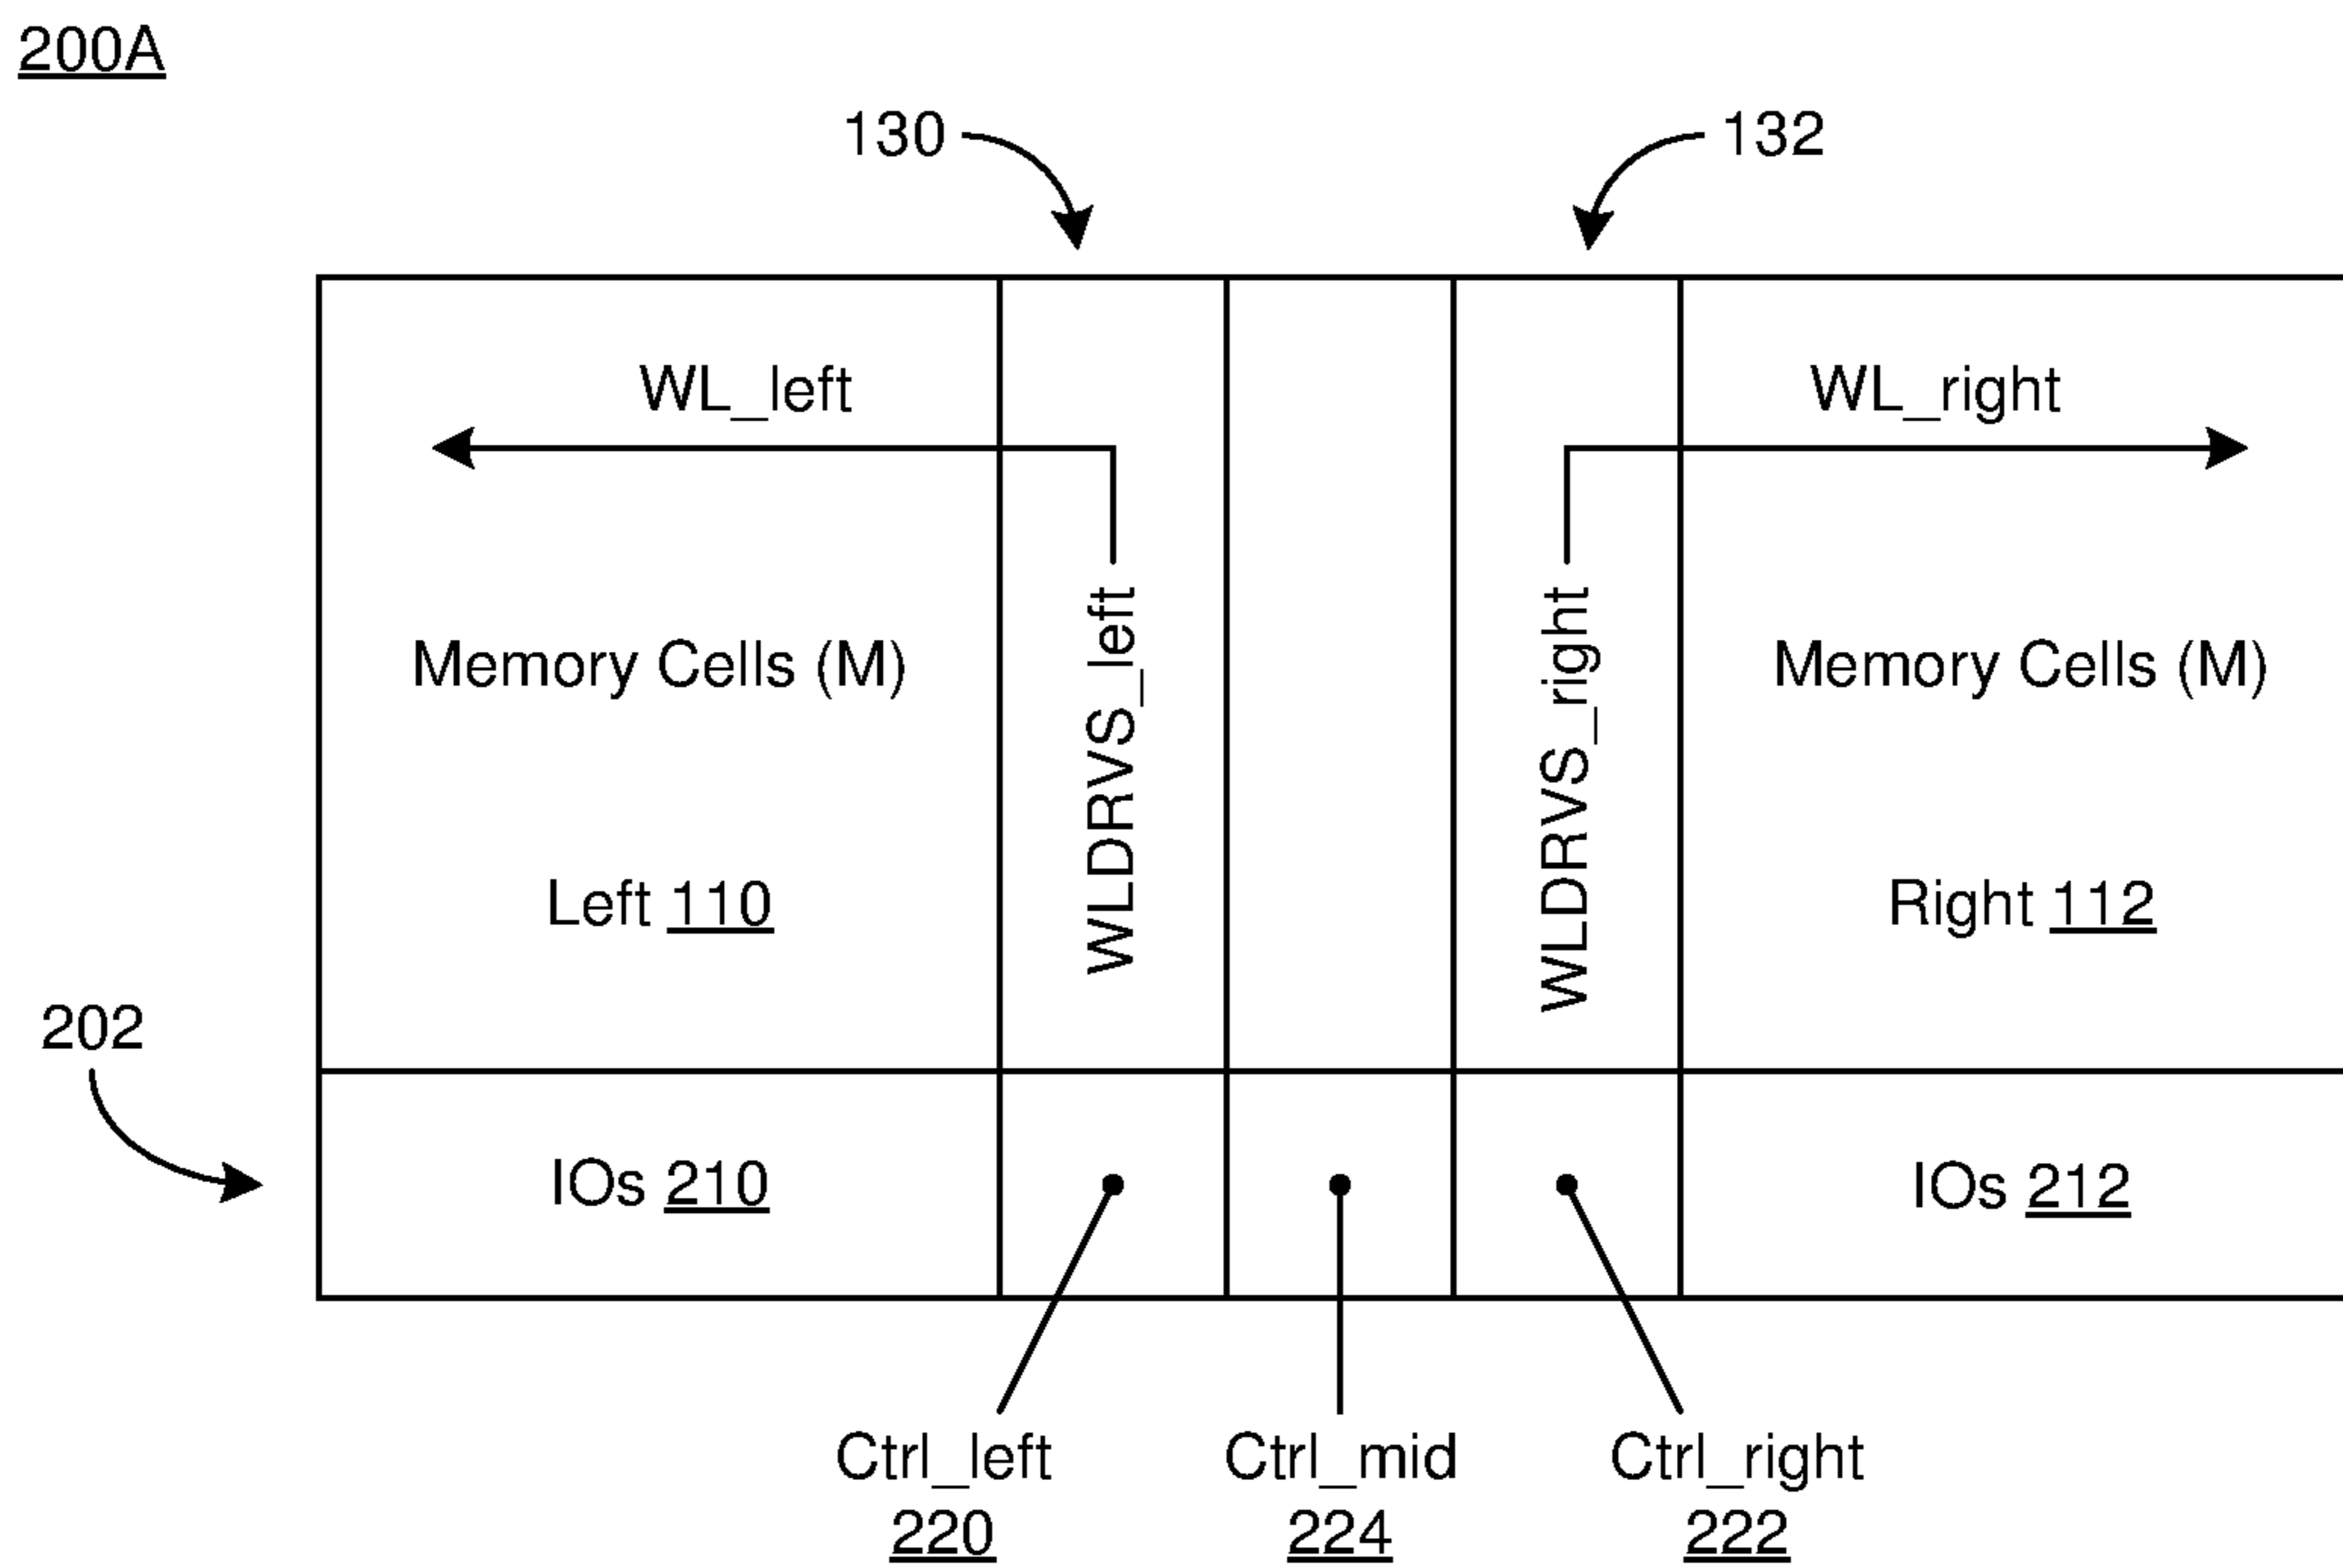 200A
130
132
WL_left
WL_right
WLDRVS_left
WLDRVS_right
Memory Cells (M)
Memory Cells (M)
Left 110
Right 112
202
IOs 210
IOs 212
Ctrl_left
220
Ctrl_mid
224
Ctrl_right
222